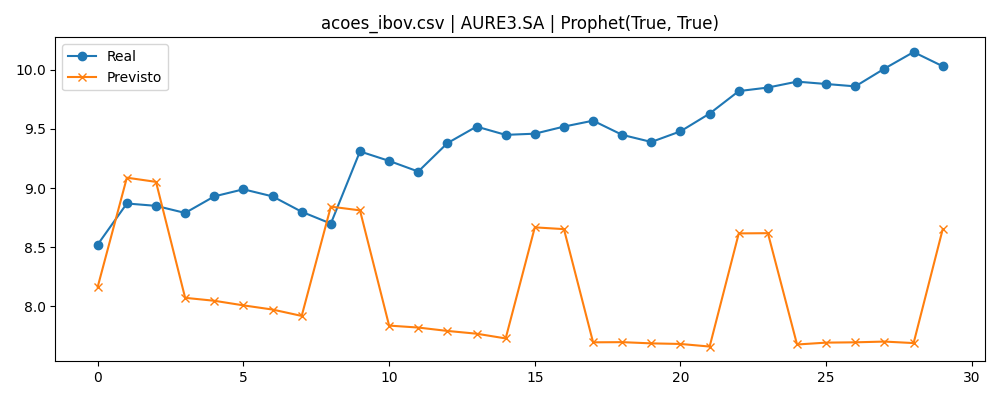 acoes_ibov.csv | AURE3.SA | Prophet(True, True)
Real
Previsto
10.0
9.5
9.0
8.5
8.0
0 5 10 15 20 25 30